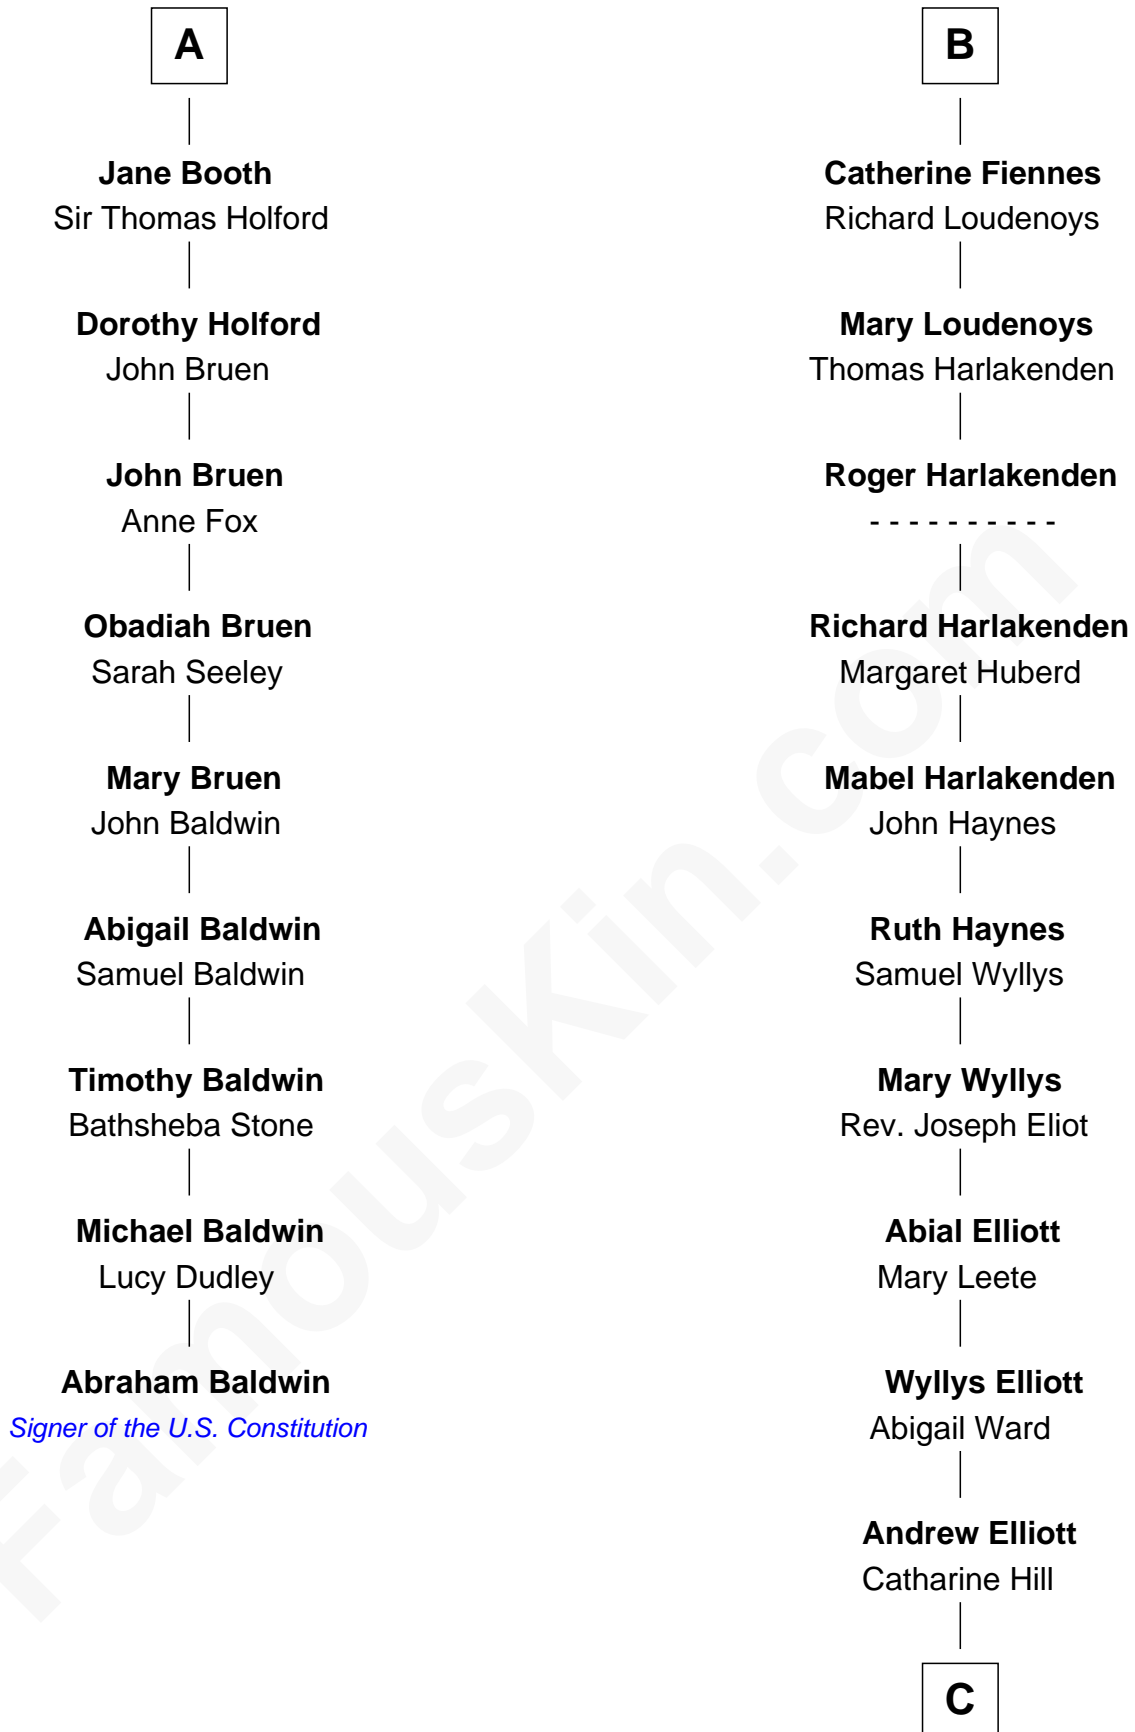 A
Jane Booth
Sir Thomas Holford
Dorothy Holford
John Bruen
John Bruen
Anne Fox
Obadiah Bruen
Sarah Seeley
Mary Bruen
John Baldwin
Abigail Baldwin
Samuel Baldwin
Timothy Baldwin
Bathsheba Stone
Michael Baldwin
Lucy Dudley
Abraham Baldwin
Signer of the U.S. Constitution
B
Catherine Fiennes
Richard Loudenoys
Mary Loudenoys
Thomas Harlakenden
Roger Harlakenden
- - - - - - - - - -
Richard Harlakenden
Margaret Huberd
Mabel Harlakenden
John Haynes
Ruth Haynes
Samuel Wyllys
Mary Wyllys
Rev. Joseph Eliot
Abial Elliott
Mary Leete
Wyllys Elliott
Abigail Ward
Andrew Elliott
Catharine Hill
C
FamousKin.com